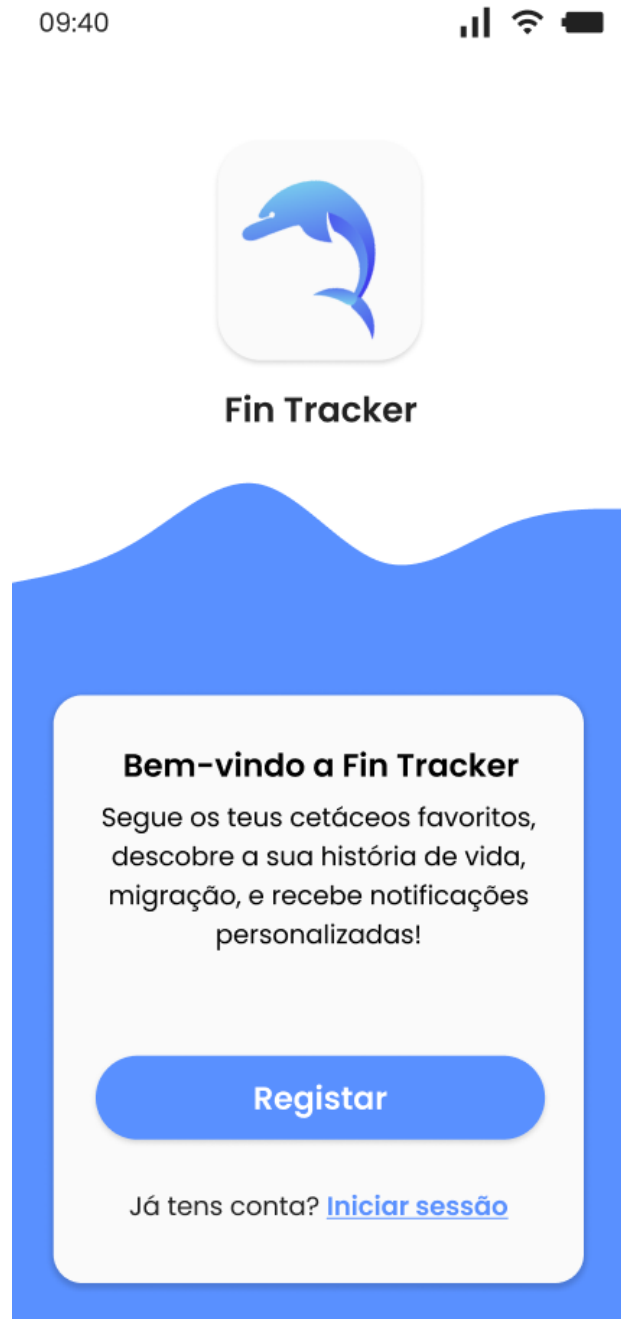 09:40
Fin Tracker
Bem-vindo a Fin Tracker
Segue os teus cetáceos favoritos,
descobre a sua história de vida,
migração, e recebe notificações
personalizadas!
Registar
Já tens conta? Iniciar sessão